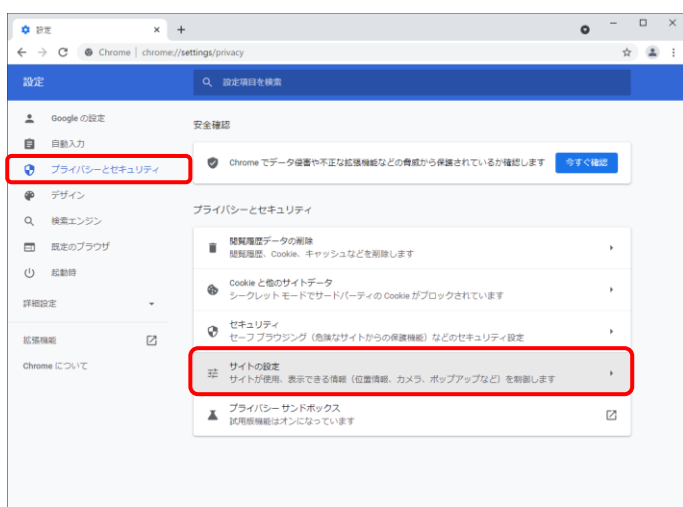 設定
Chrome | chrome://settings/privacy
設定
設定項目を検索
Google の設定
自動入力
プライバシーとセキュリティ
デザイン
検索エンジン
既定のブラウザ
起動時
詳細設定
拡張機能
Chrome について
安全確認
Chrome でデータ侵害や不正な拡張機能などの脅威から保護されているか確認します
今すぐ確認
プライバシーとセキュリティ
閲覧履歴データの削除
閲覧履歴、Cookie、キャッシュなどを削除します
Cookie と他のサイトデータ
シークレット モードでサードパーティの Cookie がブロックされています
セキュリティ
セーフ ブラウジング（危険なサイトからの保護機能）などのセキュリティ設定
サイトの設定
サイトが使用、表示できる情報（位置情報、カメラ、ポップアップなど）を制御します
プライバシー サンドボックス
試用版機能はオンになっています